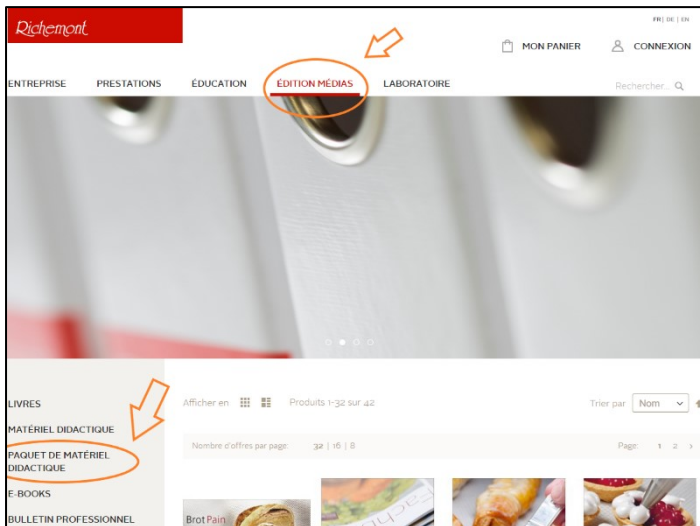 Richemont
FR | DE | EN
MON PANIER
CONNEXION
ENTREPRISE
PRESTATIONS
ÉDUCATION
ÉDITION MÉDIAS
LABORATOIRE
Rechercher...
LIVRES
MATÉRIEL DIDACTIQUE
PAQUET DE MATÉRIEL
DIDACTIQUE
E-BOOKS
BULLETIN PROFESSIONNEL
Afficher en
Produits 1-32 sur 42
Trier par
Nom
Nombre d'offres par page:
32 | 16 | 8
Page:
1 2 ›
Brot Pain
Fachbu